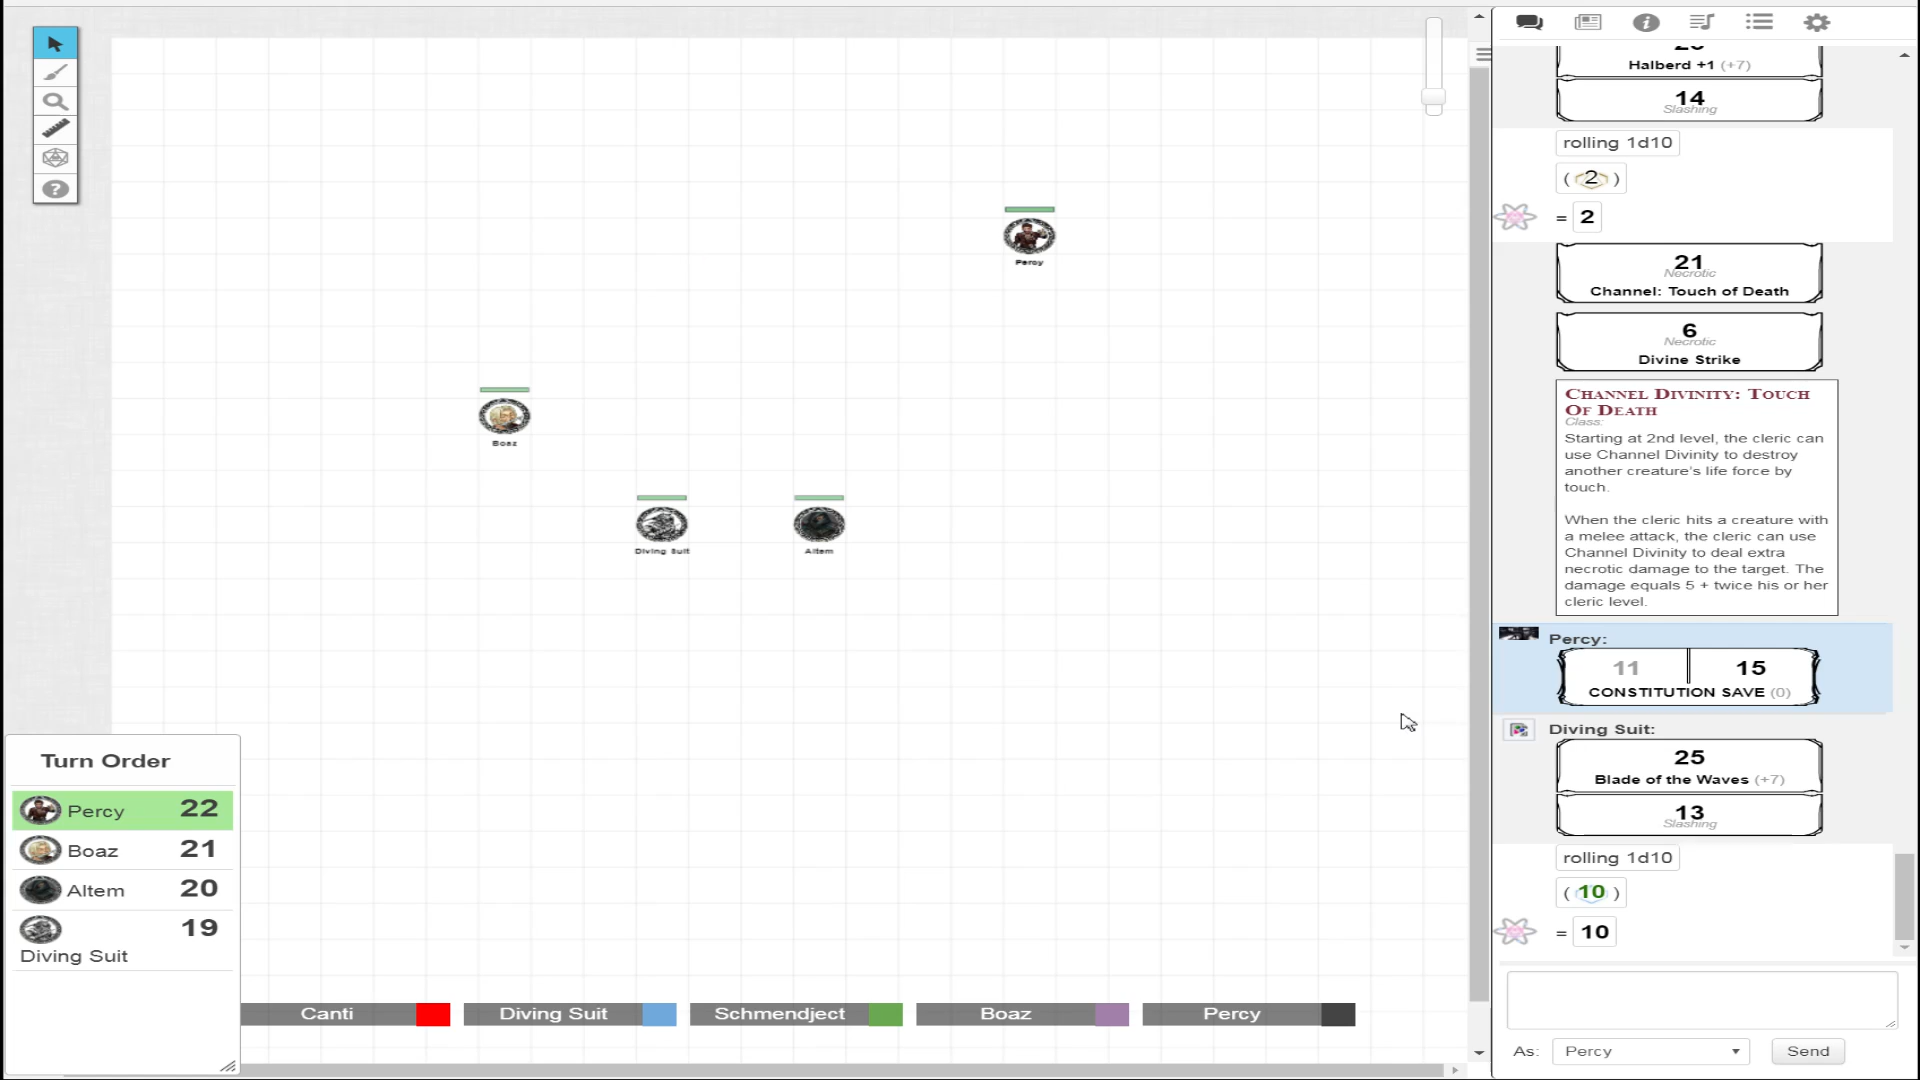 Percy
Boaz
Diving Suit
Altem
Turn Order
Percy 22
Boaz 21
Altem 20
19
Diving Suit
Canti
Diving Suit
Schmendject
Boaz
Percy
Halberd +1 (+7)
14
Slashing
rolling 1d10
( 2 )
= 2
21
Necrotic
Channel: Touch of Death
6
Necrotic
Divine Strike
Channel Divinity: Touch
Of Death
Class:
Starting at 2nd level, the cleric can
use Channel Divinity to destroy
another creature's life force by
touch.
When the cleric hits a creature with
a melee attack, the cleric can use
Channel Divinity to deal extra
necrotic damage to the target. The
damage equals 5 + twice his or her
cleric level.
Percy:
11 15
CONSTITUTION SAVE (0)
Diving Suit:
25
Blade of the Waves (+7)
13
Slashing
rolling 1d10
( 10 )
= 10
As: Percy Send